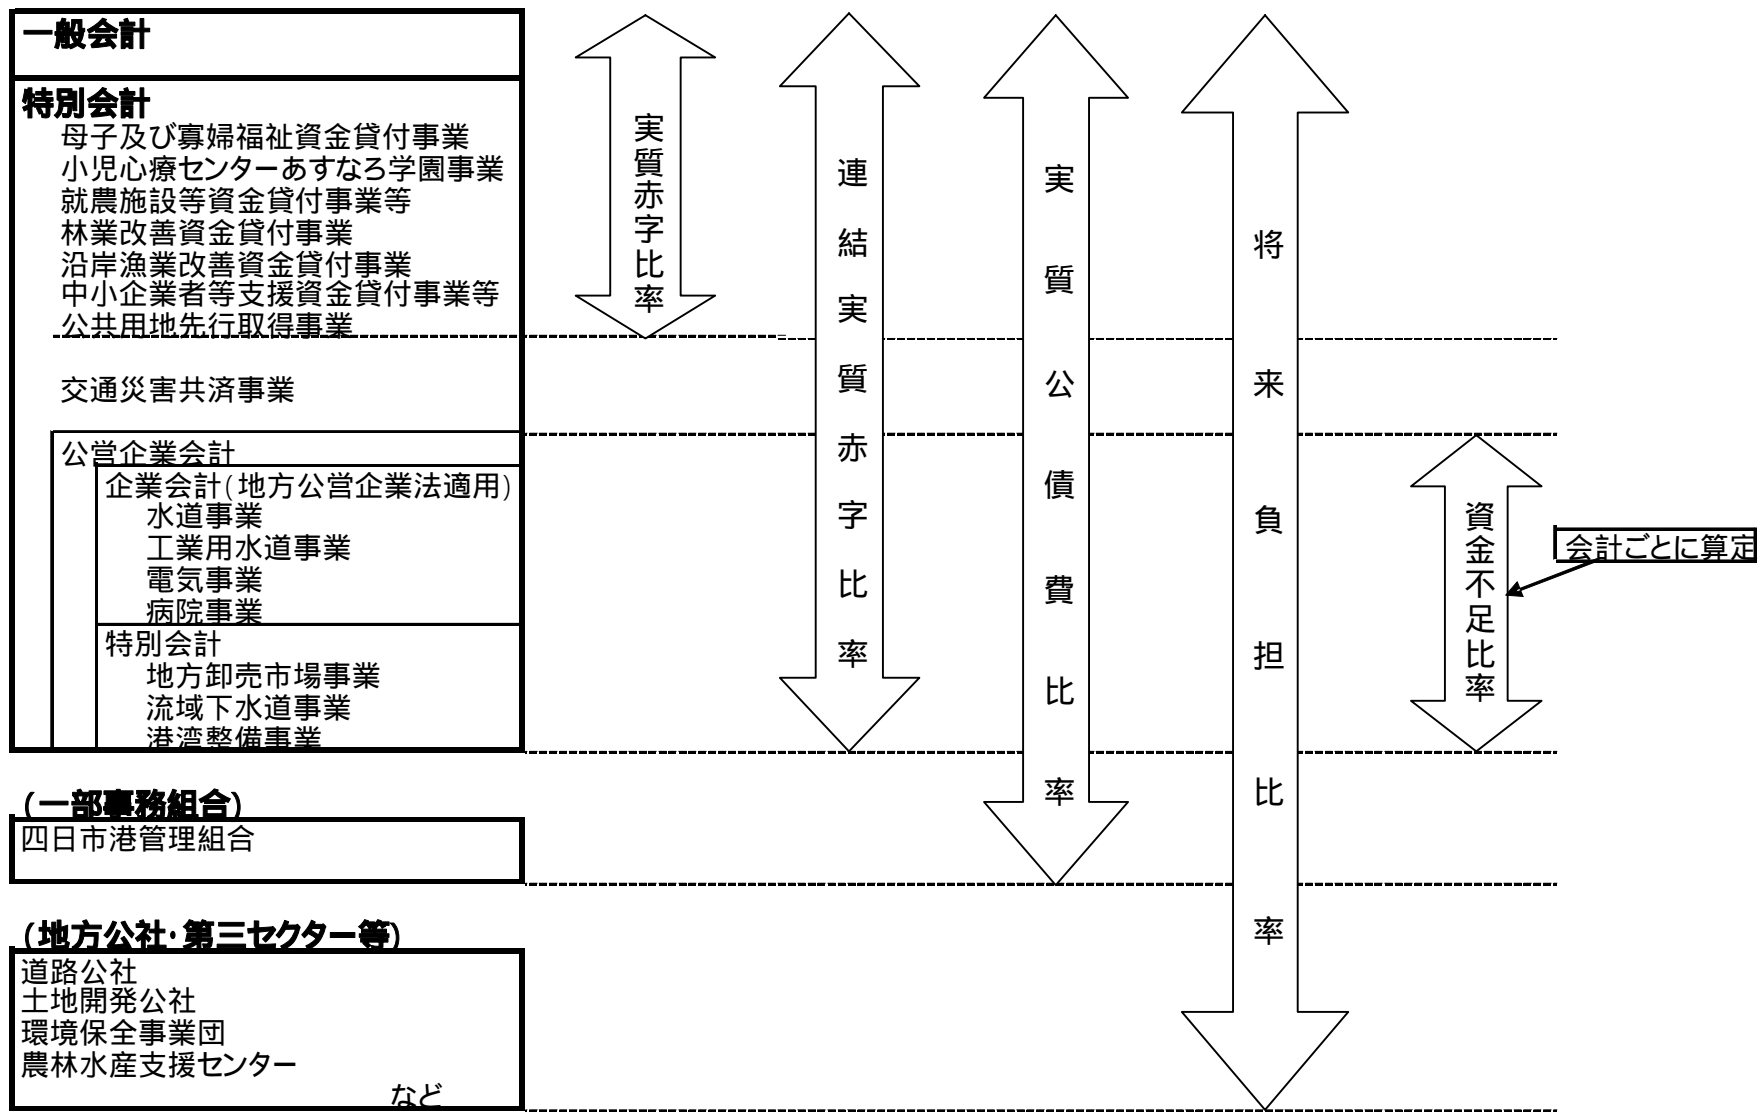 一般会計
特別会計
母子及び寡婦福祉資金貸付事業
小児心療センターあすなろ学園事業
就農施設等資金貸付事業等
林業改善資金貸付事業
沿岸漁業改善資金貸付事業
中小企業者等支援資金貸付事業等
公共用地先行取得事業
交通災害共済事業
公営企業会計
企業会計(地方公営企業法適用)
水道事業
工業用水道事業
電気事業
病院事業
特別会計
地方卸売市場事業
流域下水道事業
港湾整備事業
(一部事務組合)
四日市港管理組合
(地方公社・第三セクター等)
道路公社
土地開発公社
環境保全事業団
農林水産支援センター
など
実質赤字比率
連結実質赤字比率
実質公債費比率
将来負担比率
資金不足比率
会計ごとに算定